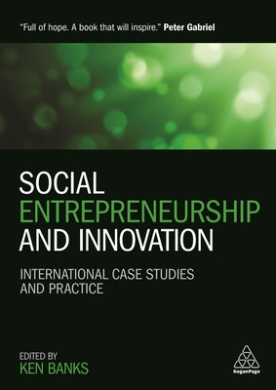 “Full of hope. A book that will inspire.” Peter Gabriel
SOCIAL
ENTREPRENEURSHIP
AND INNOVATION
INTERNATIONAL CASE STUDIES
AND PRACTICE
EDITED BY
KEN BANKS
KoganPage